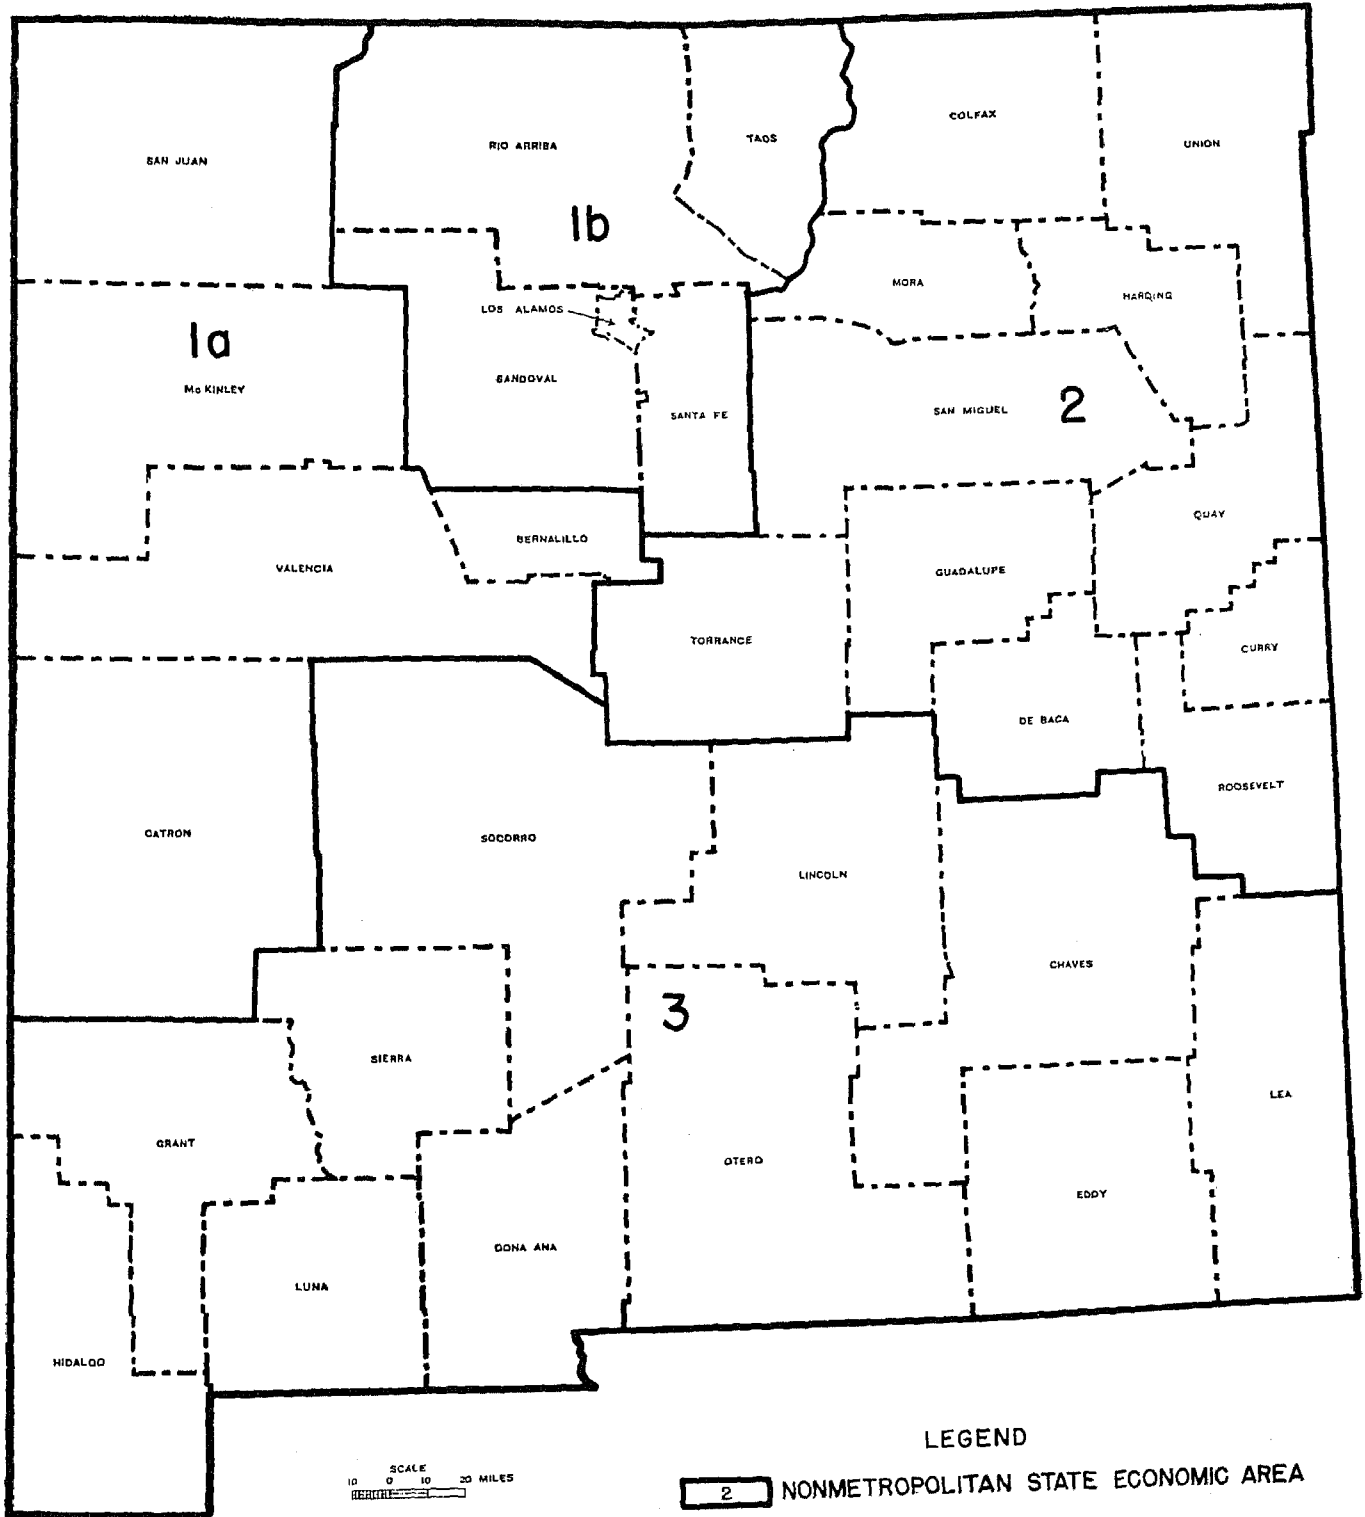 COLFAX
TAOS
UNION
RIO ARRIBA
SAN JUAN
1b
MORA
HARDING
LOS ALAMOS
1a
SANDOVAL
Mc KINLEY
SANTA FE
SAN MIGUEL
2
QUAY
BERNALILLO
VALENCIA
GUADALUPE
TORRANCE
CURRY
DE BACA
ROOSEVELT
CATRON
SOCORRO
LINCOLN
CHAVES
3
SIERRA
LEA
GRANT
OTERO
EDDY
DONA ANA
LUNA
HIDALGO
LEGEND
SCALE
10 0 10 20 MILES
2 NONMETROPOLITAN STATE ECONOMIC AREA